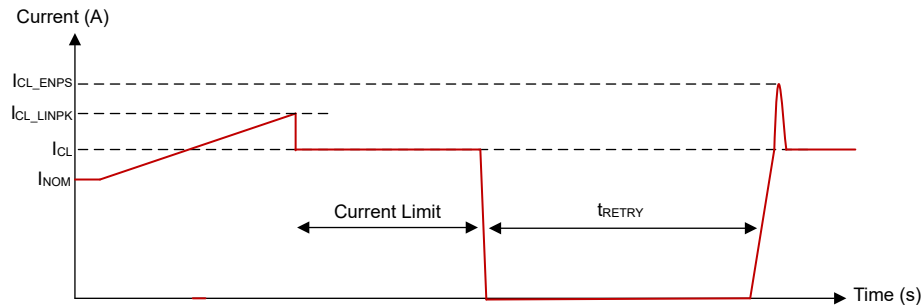 Current (A)
ICL_ENPS
ICL_LINPK
ICL
INOM
Current Limit
tRETRY
Time (s)